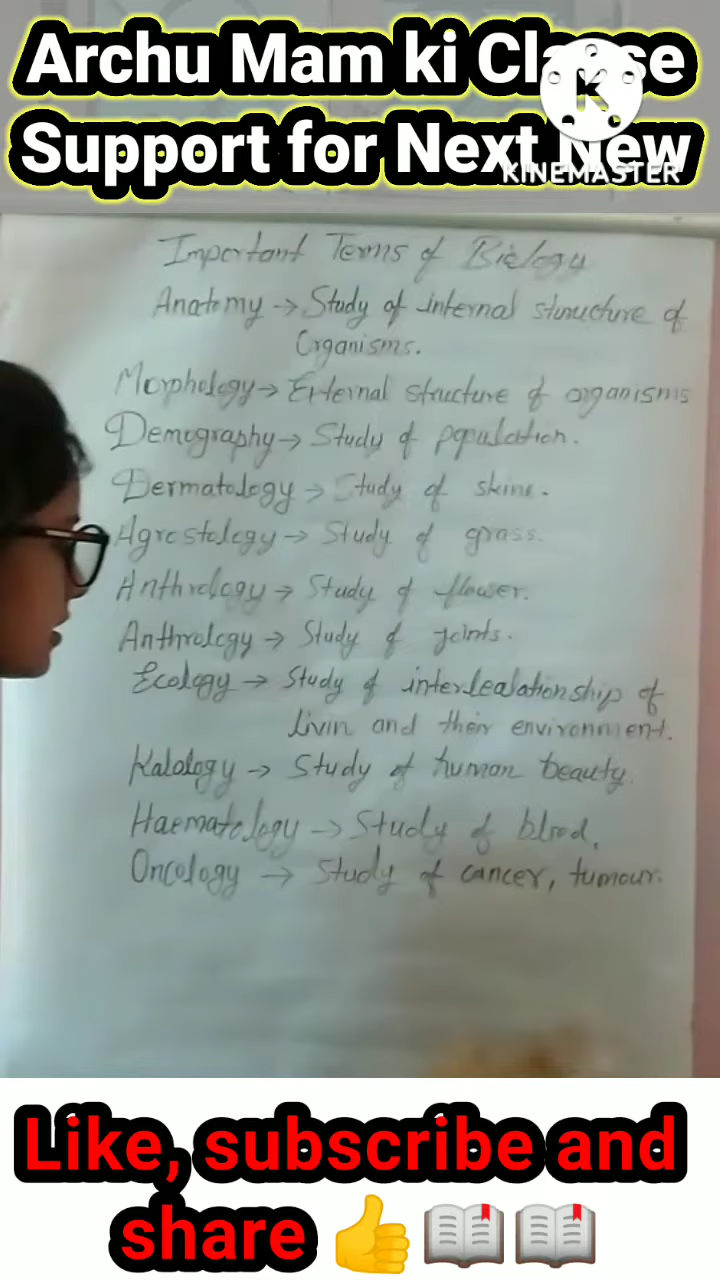 Archu Mam ki Classe
Support for Next New
KINEMASTER
Important Terms of Biology
Anatomy → Study of internal structure of
Organisms.
Morphology → External structure of organisms
Demography → Study of population.
Dermatology → Study of skine.
Agrostology → Study of grass.
Anthrology → Study of flower.
Anthrology → Study of joints.
Ecology → Study of interlealationship of
livin and their environment.
Kalology → Study of human beauty.
Haematology → Study of blood.
Oncology → Study of cancer, tumour.
Like, subscribe and
share 👍📖📖